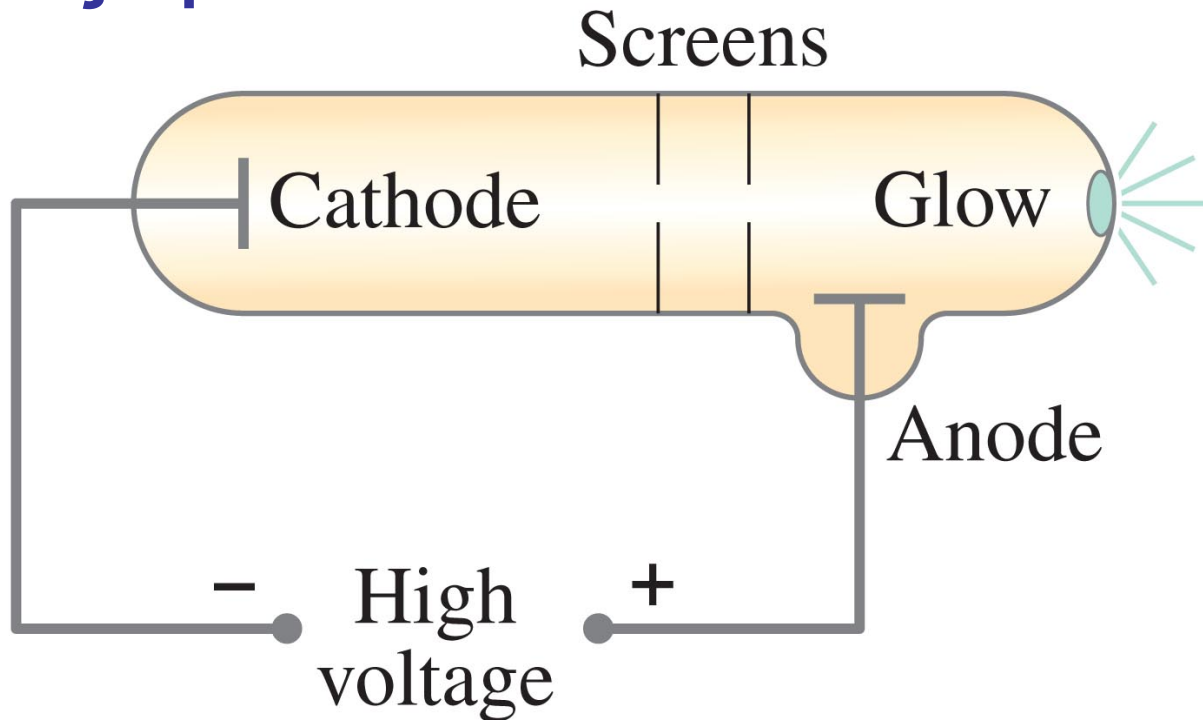 Screens
Cathode
Glow
Anode
− High +
voltage